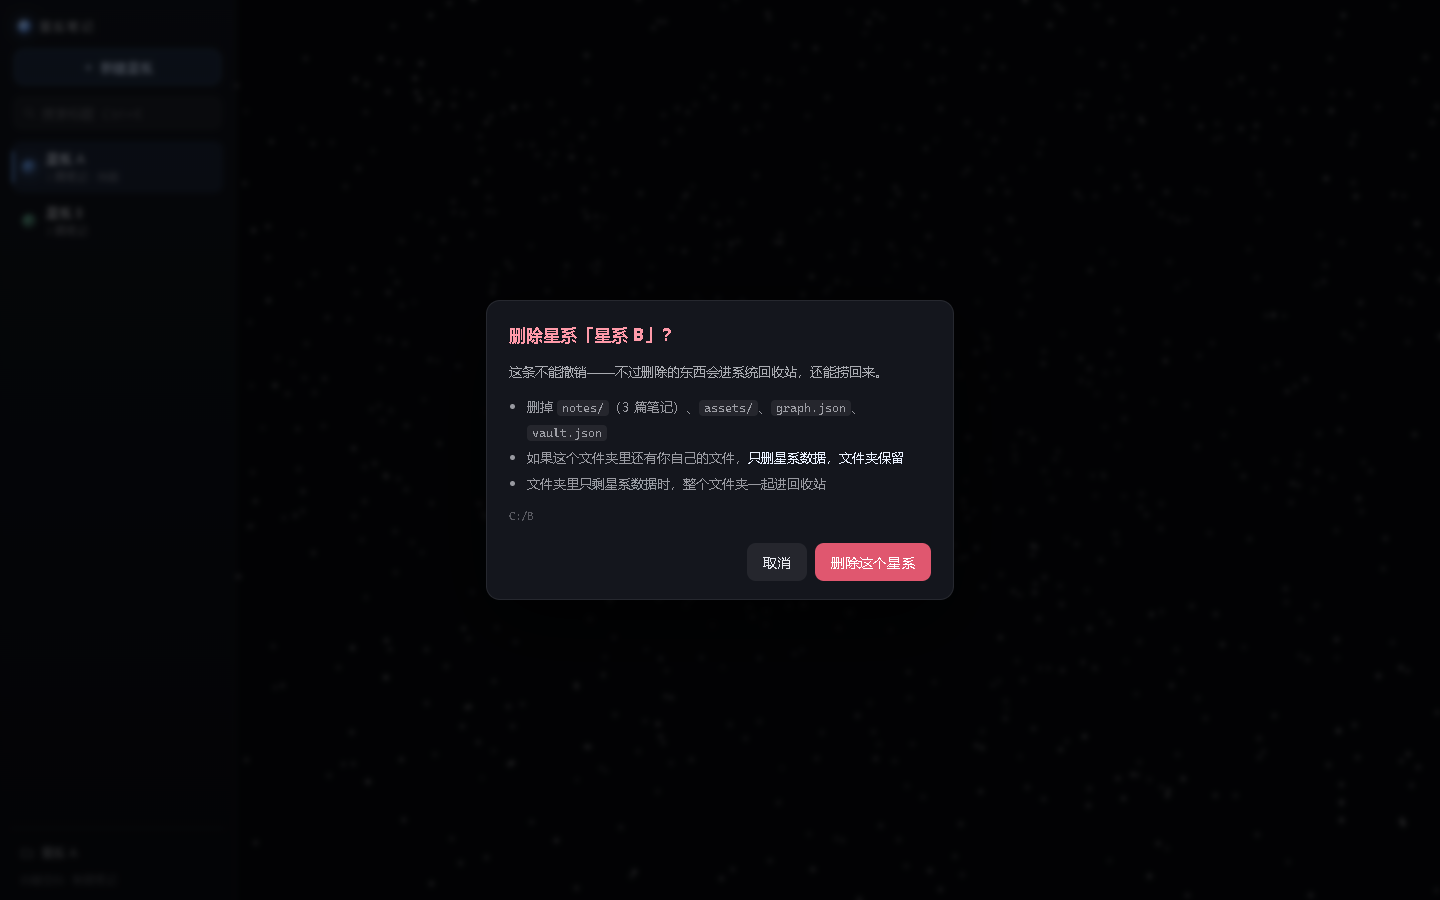 删除星系「星系 B」？
这条不能撤销——不过删除的东西会进系统回收站，还能捞回来。
删掉 notes/（3 篇笔记）、assets/、graph.json、
vault.json
如果这个文件夹里还有你自己的文件，只删星系数据，文件夹保留
文件夹里只剩星系数据时，整个文件夹一起进回收站
C:/B
取消
删除这个星系